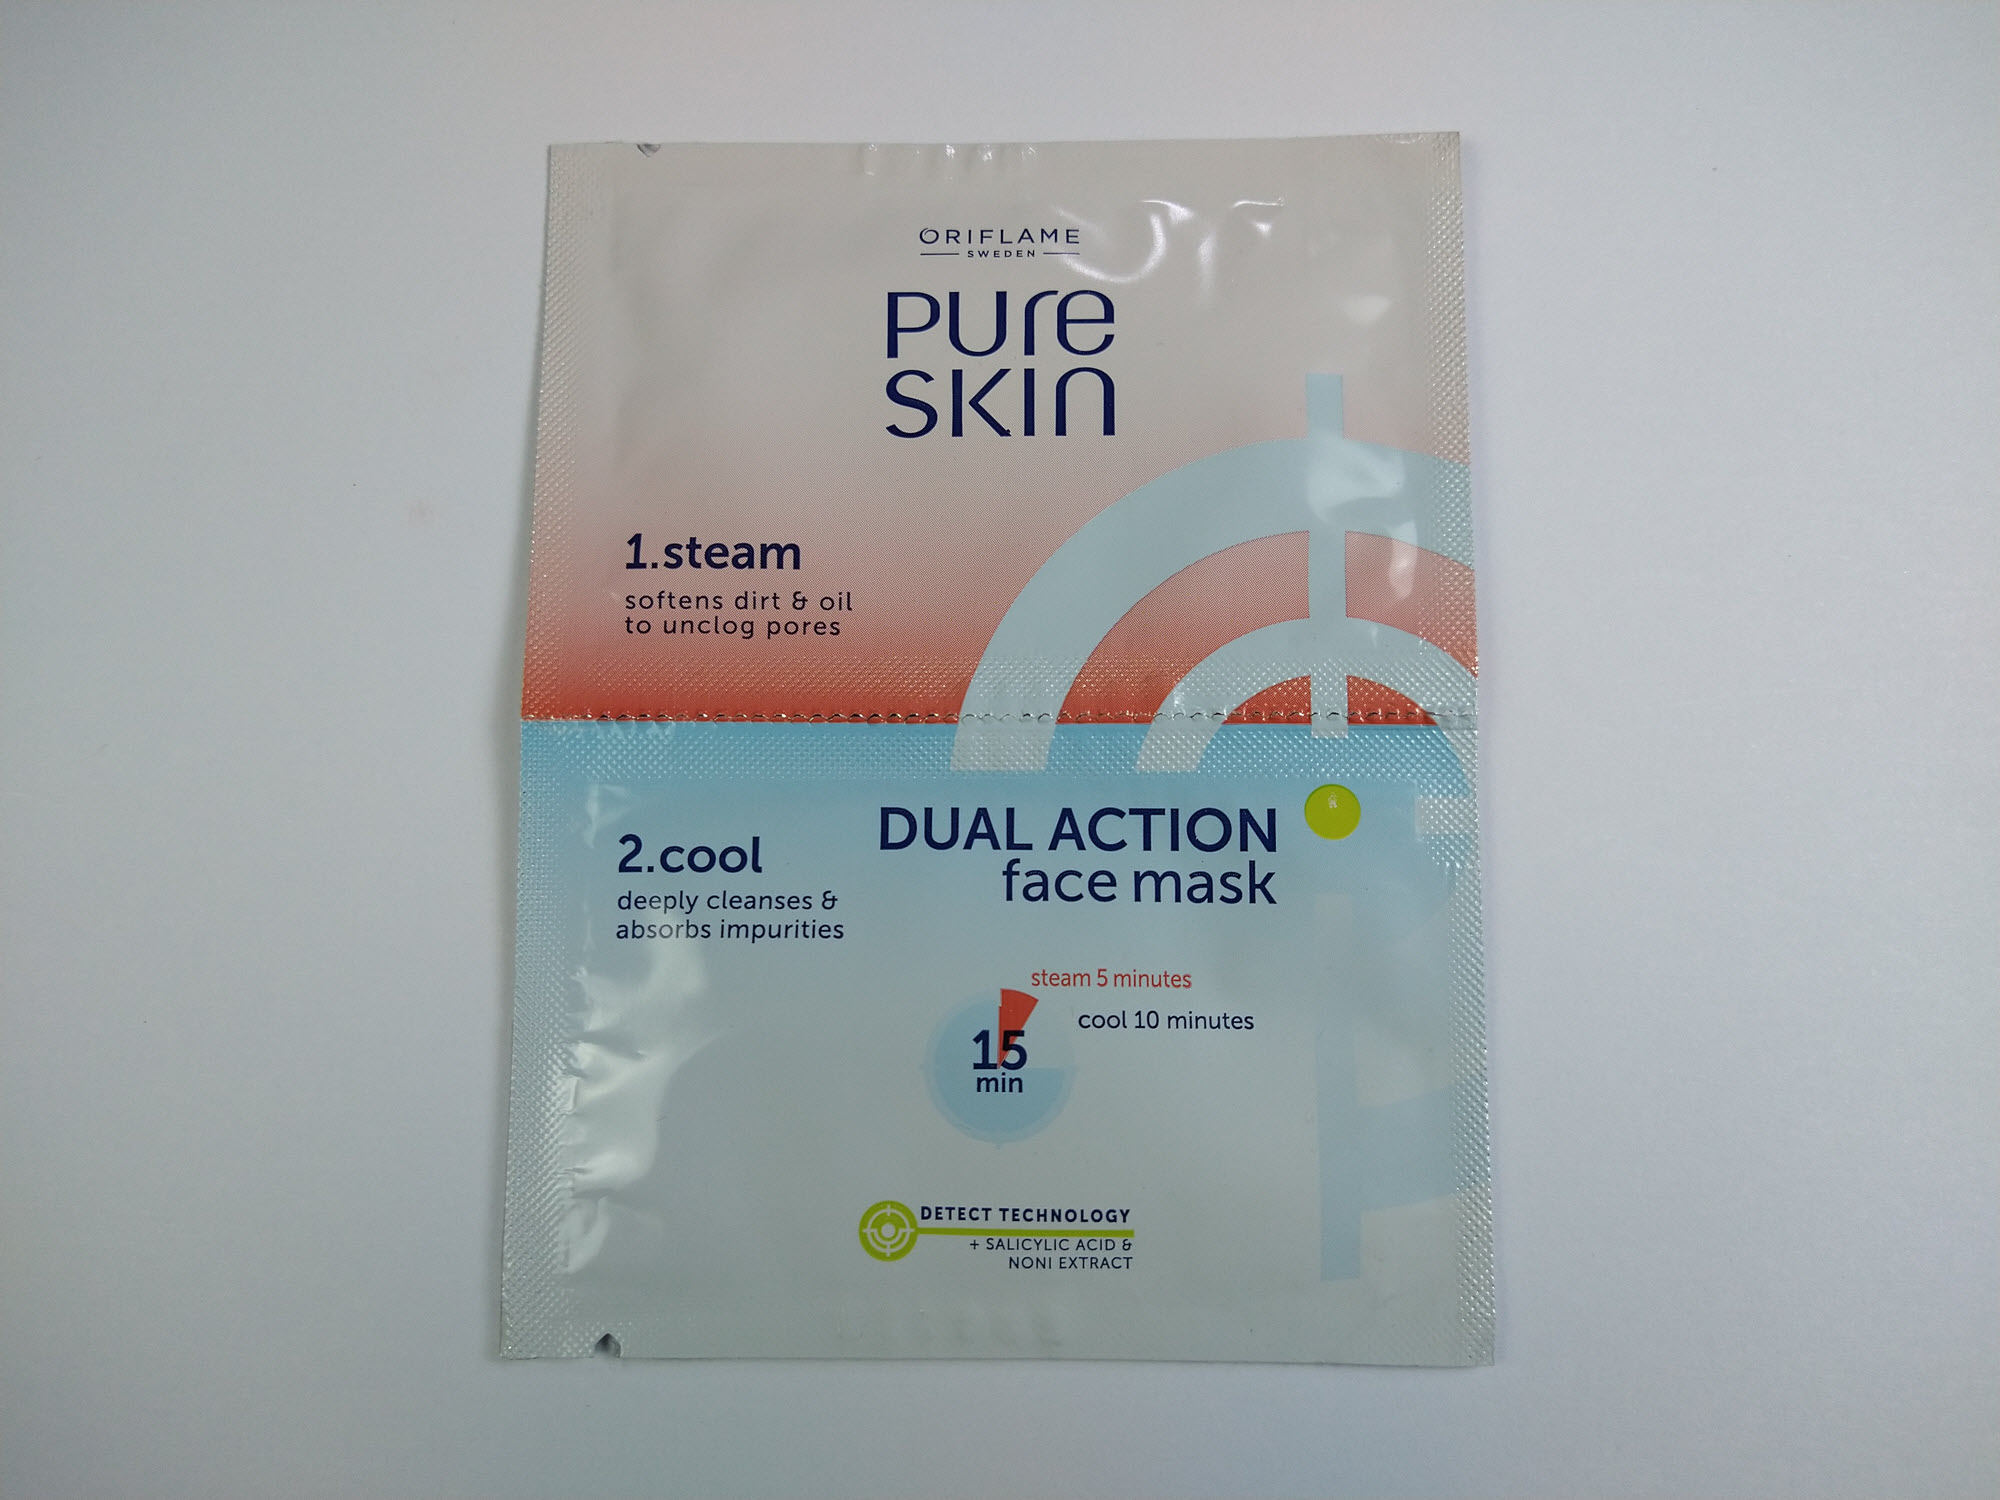 ORIFLAME
SWEDEN
PURE
SKIN
1.steam
softens dirt & oil
to unclog pores
DUAL ACTION
face mask
2.cool
deeply cleanses &
absorbs impurities
steam 5 minutes
cool 10 minutes
15
min
DETECT TECHNOLOGY
+ SALICYLIC ACID &
NONI EXTRACT